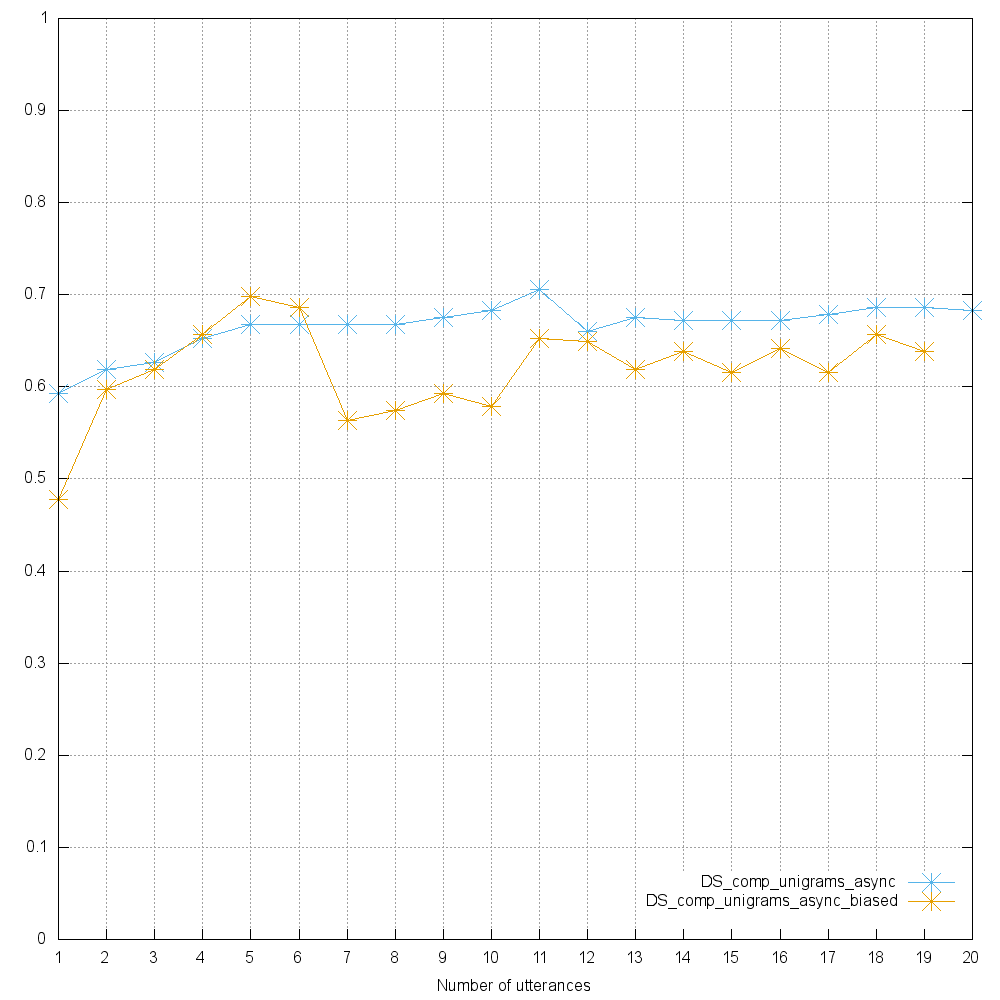 1
0.9
0.8
0.7
0.6
0.5
0.4
0.3
0.2
0.1
0
DS_comp_unigrams_async
DS_comp_unigrams_async_biased
1 2 3 4 5 6 7 8 9 10 11 12 13 14 15 16 17 18 19 20
Number of utterances